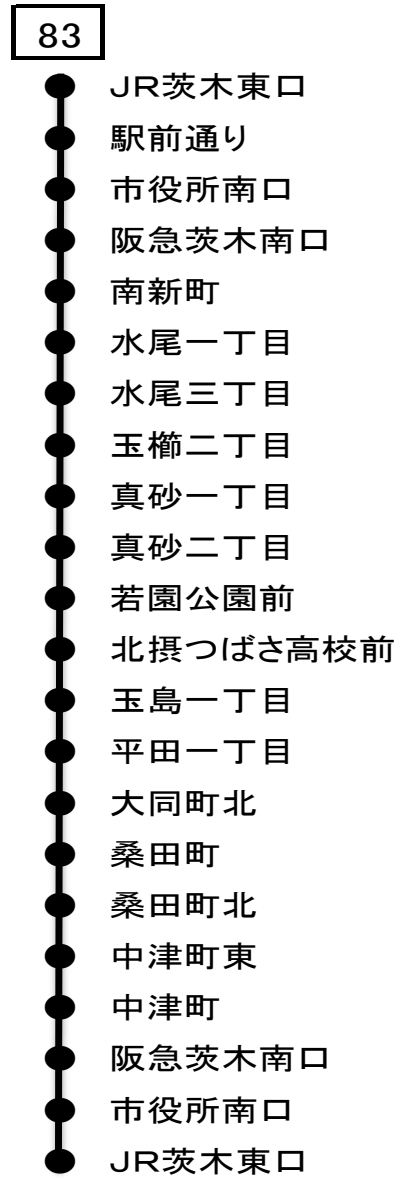 83
JR茨木東口
駅前通り
市役所南口
阪急茨木南口
南新町
水尾一丁目
水尾三丁目
玉櫛二丁目
真砂一丁目
真砂二丁目
若園公園前
北摂つばさ高校前
玉島一丁目
平田一丁目
大同町北
桑田町
桑田町北
中津町東
中津町
阪急茨木南口
市役所南口
JR茨木東口